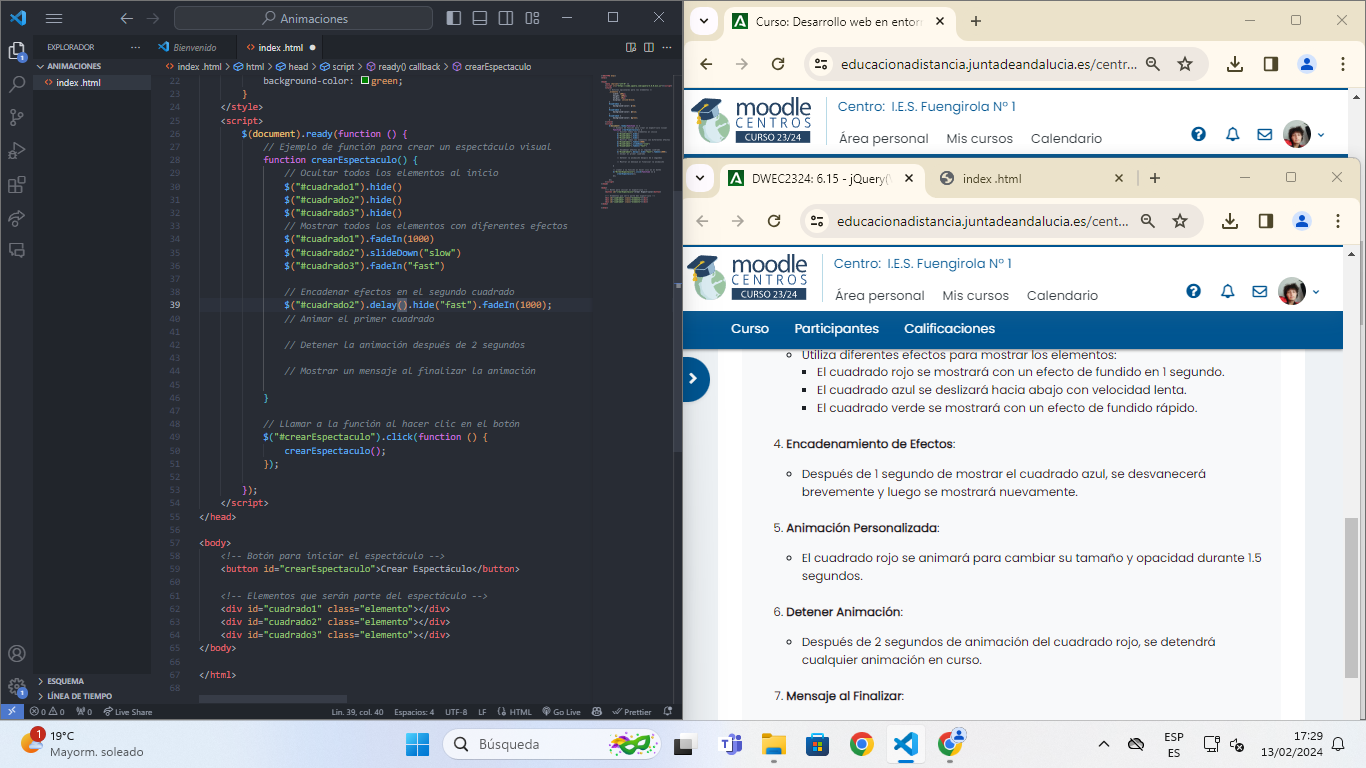 Animaciones
EXPLORADOR
ANIMACIONES
index .html
Bienvenido
index .html
index .html > html > head > script > ready() callback > crearEspectaculo
22 background-color: green;
23 }
24 </style>
25 <script>
26 $(document).ready(function () {
27 // Ejemplo de función para crear un espectáculo visual
28 function crearEspectaculo() {
29 // Ocultar todos los elementos al inicio
30 $("#cuadrado1").hide()
31 $("#cuadrado2").hide()
32 $("#cuadrado3").hide()
33 // Mostrar todos los elementos con diferentes efectos
34 $("#cuadrado1").fadeIn(1000)
35 $("#cuadrado2").slideDown("slow")
36 $("#cuadrado3").fadeIn("fast")
37
38 // Encadenar efectos en el segundo cuadrado
39 $("#cuadrado2").delay().hide("fast").fadeIn(1000);
40 // Animar el primer cuadrado
41
42 // Detener la animación después de 2 segundos
43
44 // Mostrar un mensaje al finalizar la animación
45
46 }
47
48 // Llamar a la función al hacer clic en el botón
49 $("#crearEspectaculo").click(function () {
50 crearEspectaculo();
51 });
52
53 });
54 </script>
55 </head>
56
57 <body>
58 <!-- Botón para iniciar el espectáculo -->
59 <button id="crearEspectaculo">Crear Espectáculo</button>
60
61 <!-- Elementos que serán parte del espectáculo -->
62 <div id="cuadrado1" class="elemento"></div>
63 <div id="cuadrado2" class="elemento"></div>
64 <div id="cuadrado3" class="elemento"></div>
65 </body>
66
67 </html>
68
ESQUEMA
LÍNEA DE TIEMPO
0 0 0 Live Share Lín. 39, col. 40 Espacios: 4 UTF-8 LF HTML Go Live Prettier
Curso: Desarrollo web en entorn
educacionadistancia.juntadeandalucia.es/centr...
moodle
CENTROS
CURSO 23/24
Centro: I.E.S. Fuengirola Nº 1
Área personal Mis cursos Calendario
DWEC2324: 6.15 - jQuery(V
index .html
educacionadistancia.juntadeandalucia.es/cent...
moodle
CENTROS
CURSO 23/24
Centro: I.E.S. Fuengirola Nº 1
Área personal Mis cursos Calendario
Curso Participantes Calificaciones
Utiliza diferentes efectos para mostrar los elementos:
El cuadrado rojo se mostrará con un efecto de fundido en 1 segundo.
El cuadrado azul se deslizará hacia abajo con velocidad lenta.
El cuadrado verde se mostrará con un efecto de fundido rápido.
4. Encadenamiento de Efectos:
Después de 1 segundo de mostrar el cuadrado azul, se desvanecerá
brevemente y luego se mostrará nuevamente.
5. Animación Personalizada:
El cuadrado rojo se animará para cambiar su tamaño y opacidad durante 1.5
segundos.
6. Detener Animación:
Después de 2 segundos de animación del cuadrado rojo, se detendrá
cualquier animación en curso.
7. Mensaje al Finalizar:
1
19°C
Mayorm. soleado
Búsqueda
ESP
ES
17:29
13/02/2024